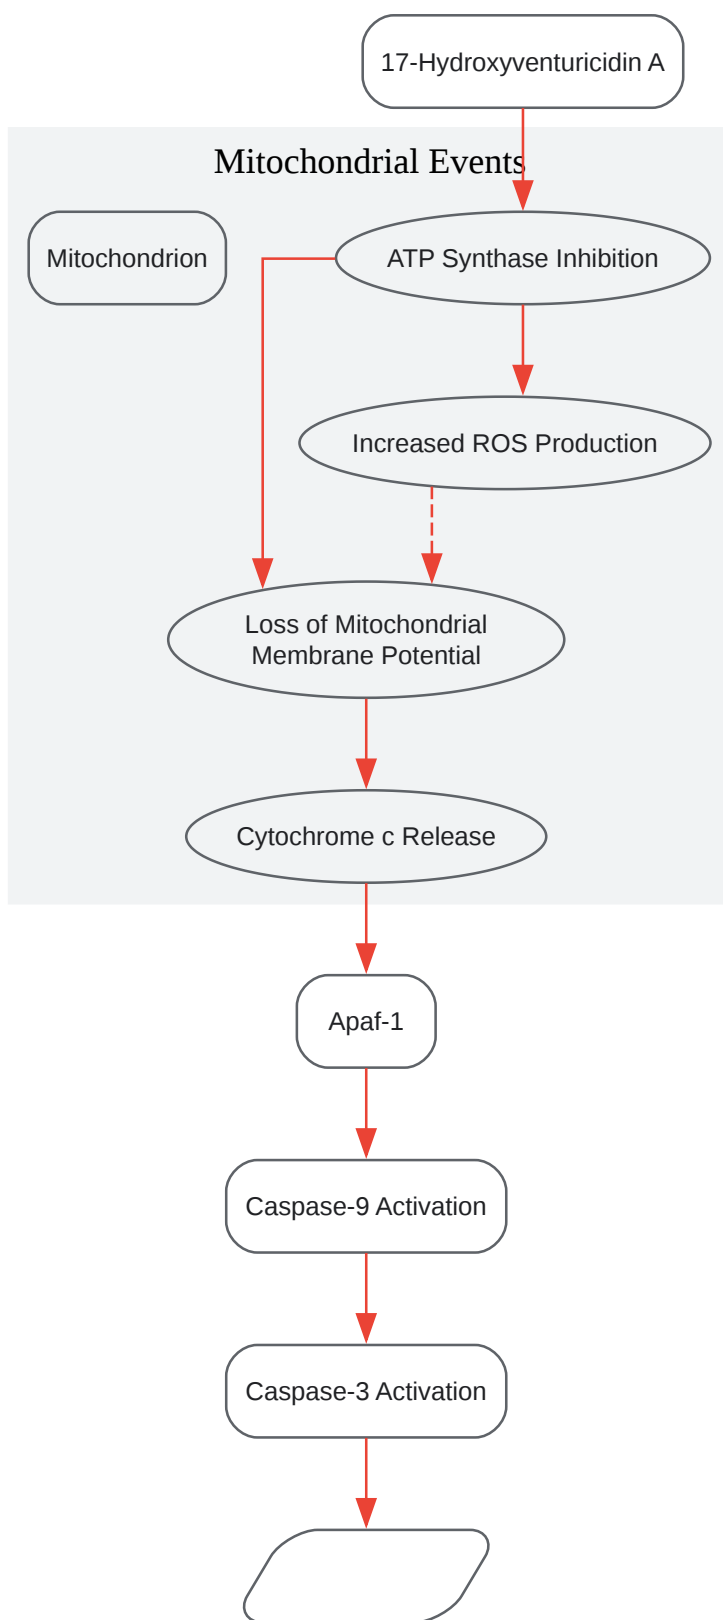 17-Hydroxyventuricidin A
Mitochondrial Events
Mitochondrion
ATP Synthase Inhibition
Increased ROS Production
Loss of Mitochondrial
Membrane Potential
Cytochrome c Release
Apaf-1
Caspase-9 Activation
Caspase-3 Activation